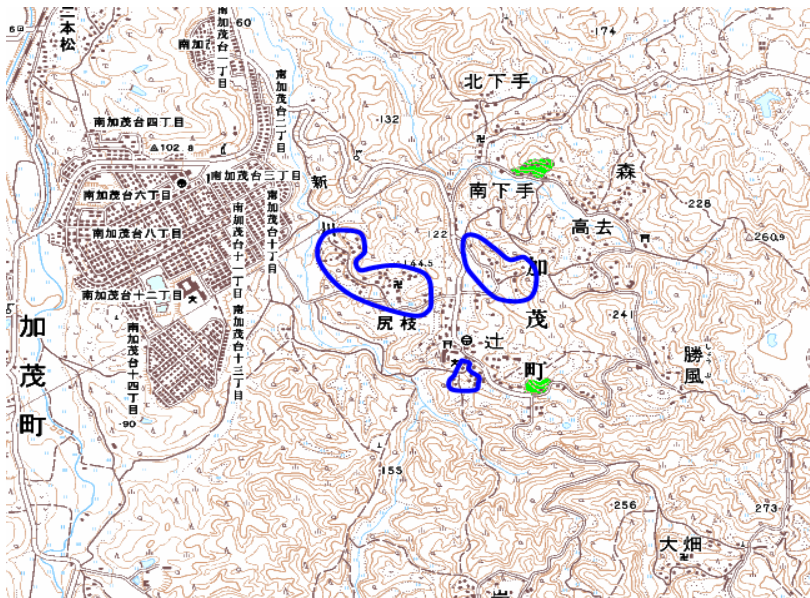 二本松
南加茂台一丁目
60
南加茂台二丁目
174
北下手
南加茂台四丁目
132
102.8
南加茂台三丁目
新
川
南下手
森
南加茂台六丁目
228
高去
南加茂台八丁目
南加茂台十丁目
南加茂台十一丁目
122
260.9
164.5
加
茂
町
南加茂台十二丁目
南加茂台十三丁目
尻枝
辻
241
勝風
しょうぶ
加
茂
町
南加茂台十四丁目
90
153
256
273
大畑